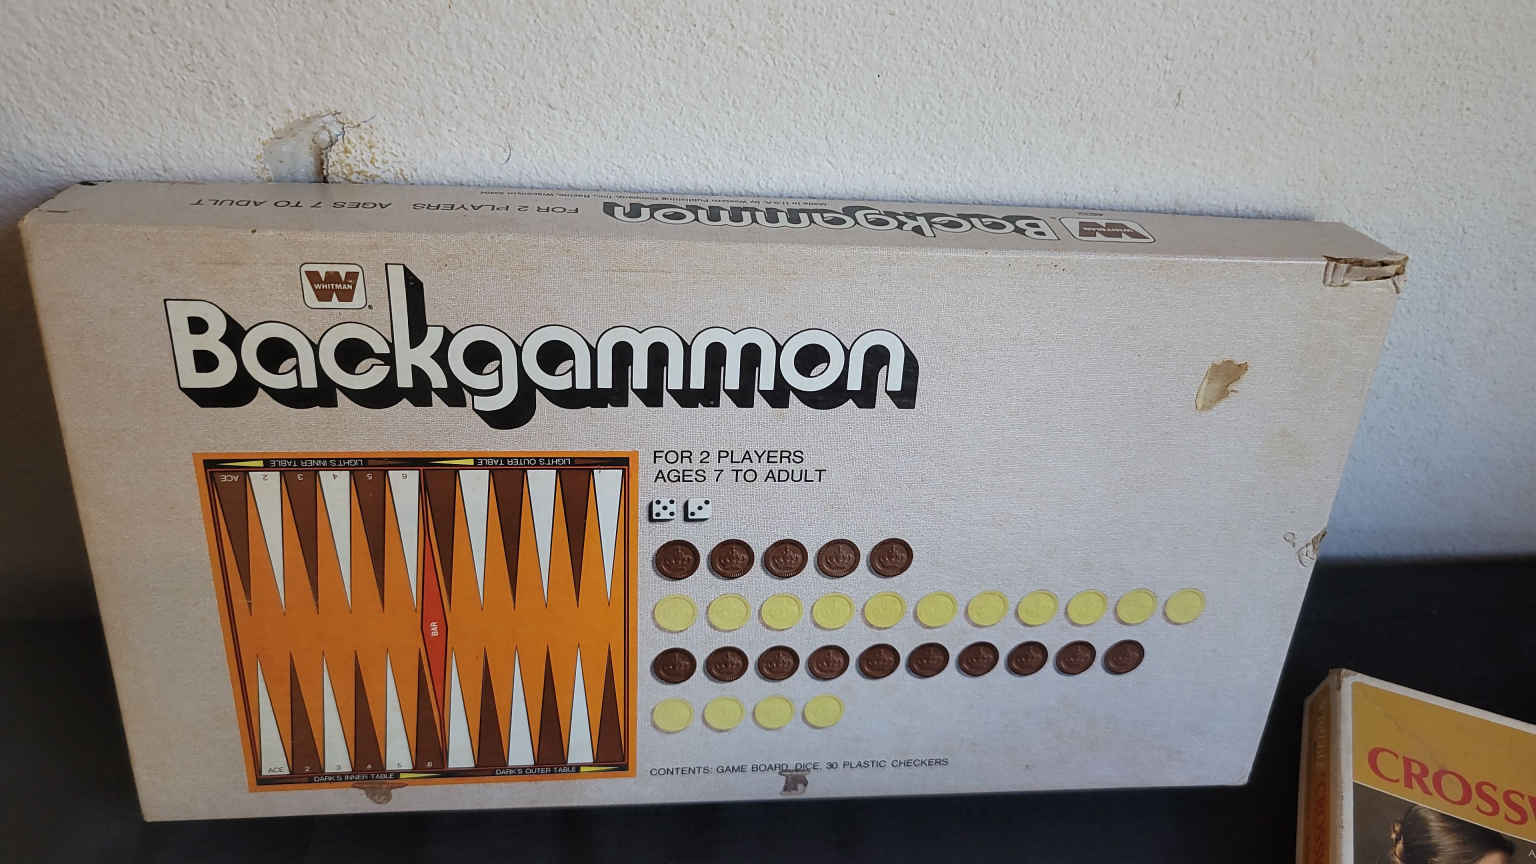 FOR 2 PLAYERS AGES 7 TO ADULT
Backgammon
WHITMAN
WHITMAN
Backgammon
FOR 2 PLAYERS
AGES 7 TO ADULT
LIGHT'S INNER TABLE
LIGHT'S OUTER TABLE
ACE 2 3 4 5 6
BAR
ACE 2 3 4 5 6
DARK'S INNER TABLE
DARK'S OUTER TABLE
CONTENTS: GAME BOARD, DICE, 30 PLASTIC CHECKERS